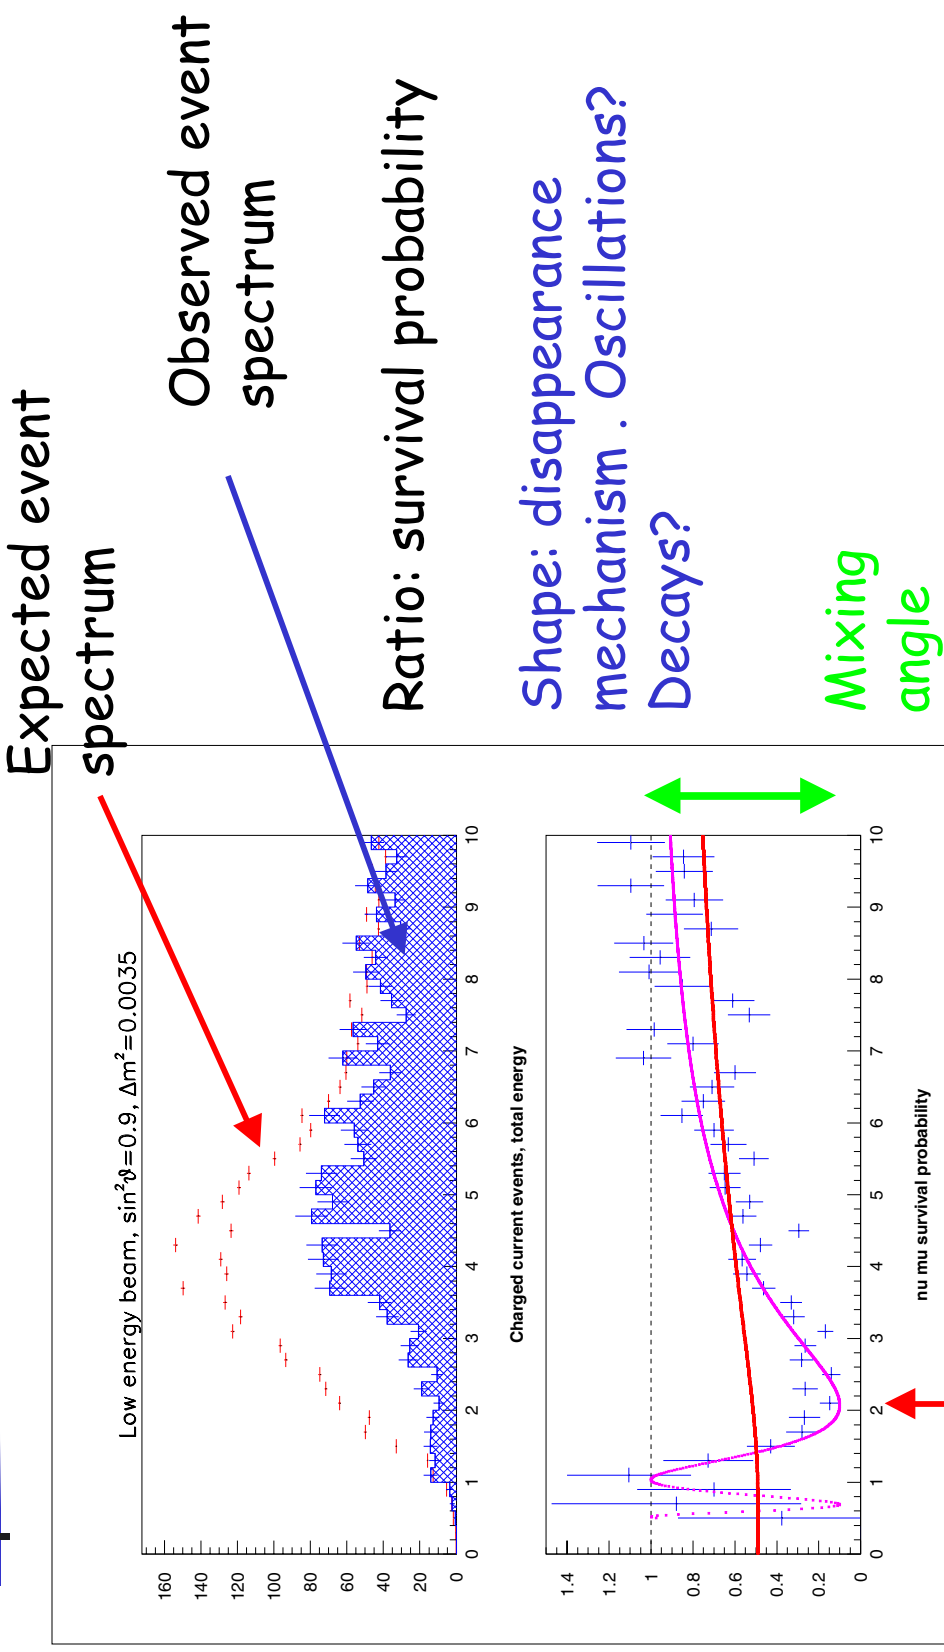 Expected event
spectrum
Observed event
spectrum
Ratio: survival probability
Shape: disappearance
mechanism . Oscillations?
Decays?
Mixing
angle
Low energy beam, sin²ϑ=0.9, Δm²=0.0035
160
140
120
100
80
60
40
20
0
0 1 2 3 4 5 6 7 8 9 10
Charged current events, total energy
1.4
1.2
1
0.8
0.6
0.4
0.2
0
0 1 2 3 4 5 6 7 8 9 10
nu mu survival probability